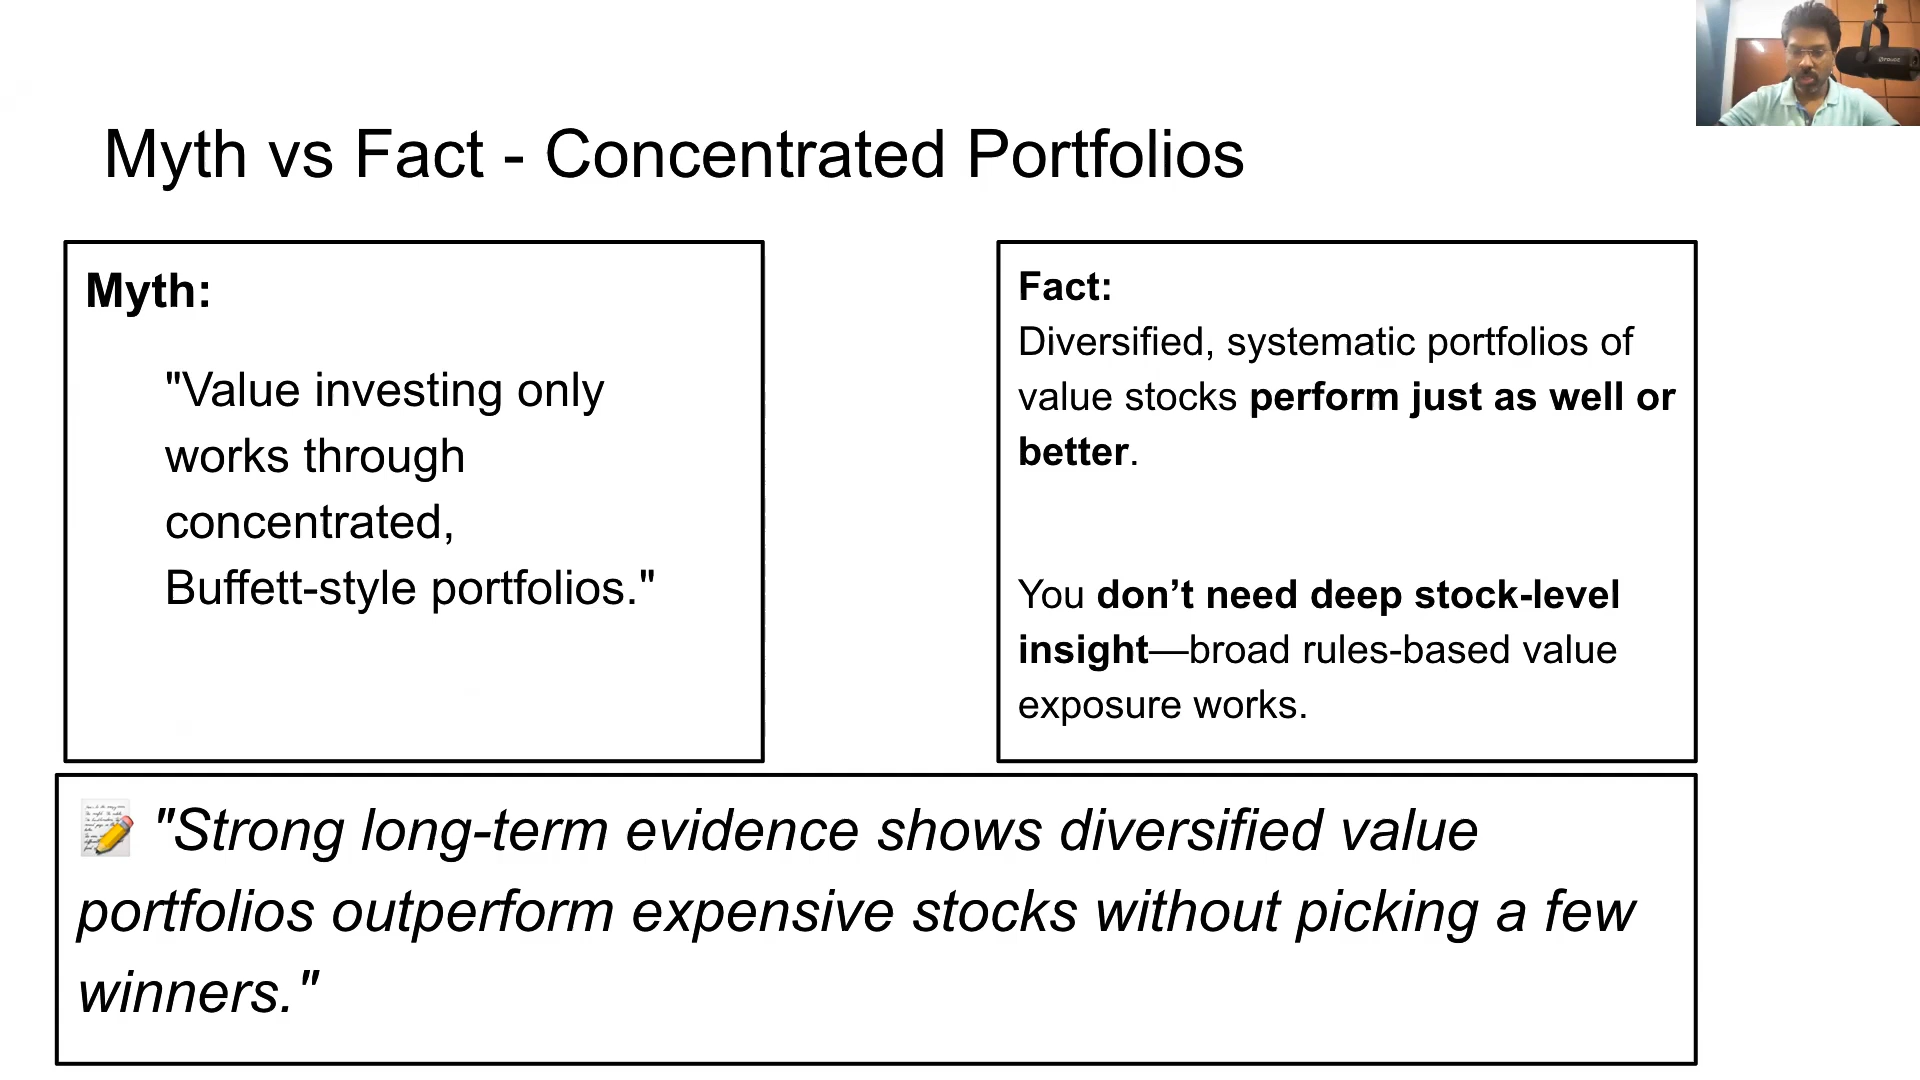 Myth vs Fact - Concentrated Portfolios
Myth:
"Value investing only
works through
concentrated,
Buffett-style portfolios."
Fact:
Diversified, systematic portfolios of
value stocks perform just as well or
better.
You don’t need deep stock-level
insight—broad rules-based value
exposure works.
"Strong long-term evidence shows diversified value
portfolios outperform expensive stocks without picking a few
winners."